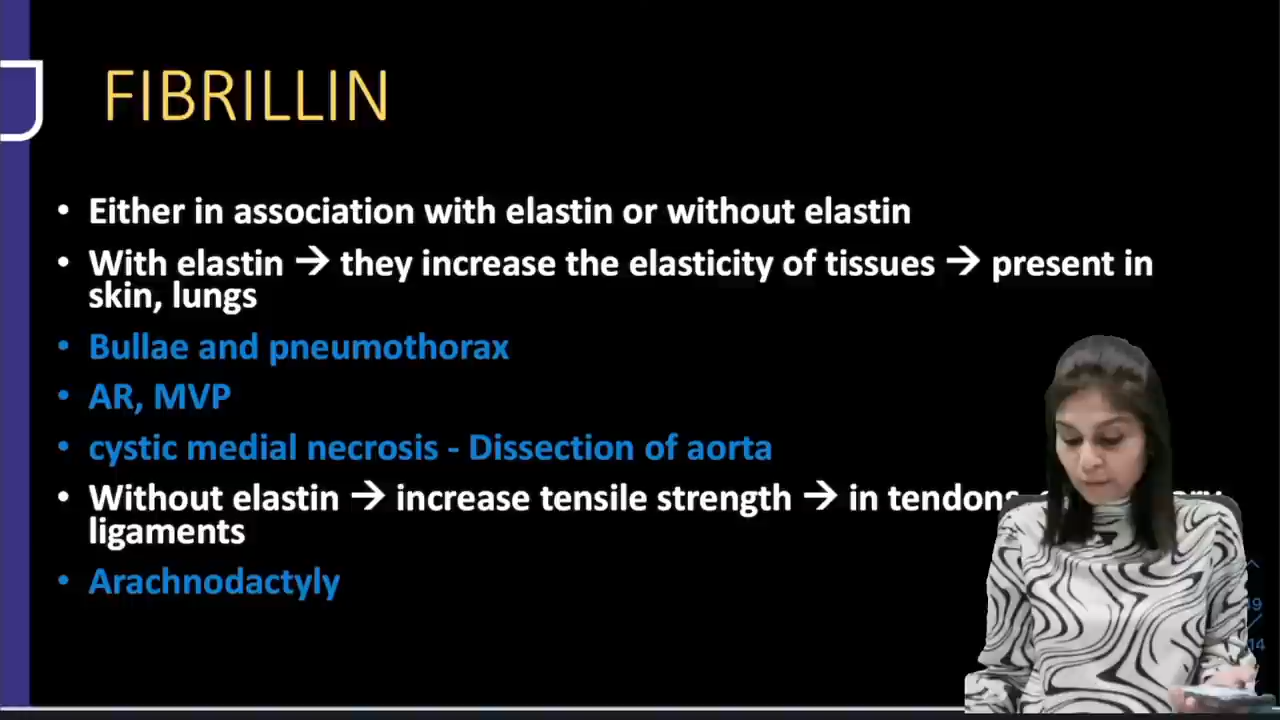 FIBRILLIN
• Either in association with elastin or without elastin
• With elastin → they increase the elasticity of tissues → present in
skin, lungs
• Bullae and pneumothorax
• AR, MVP
• cystic medial necrosis - Dissection of aorta
• Without elastin → increase tensile strength → in tendons
ligaments
• Arachnodactyly